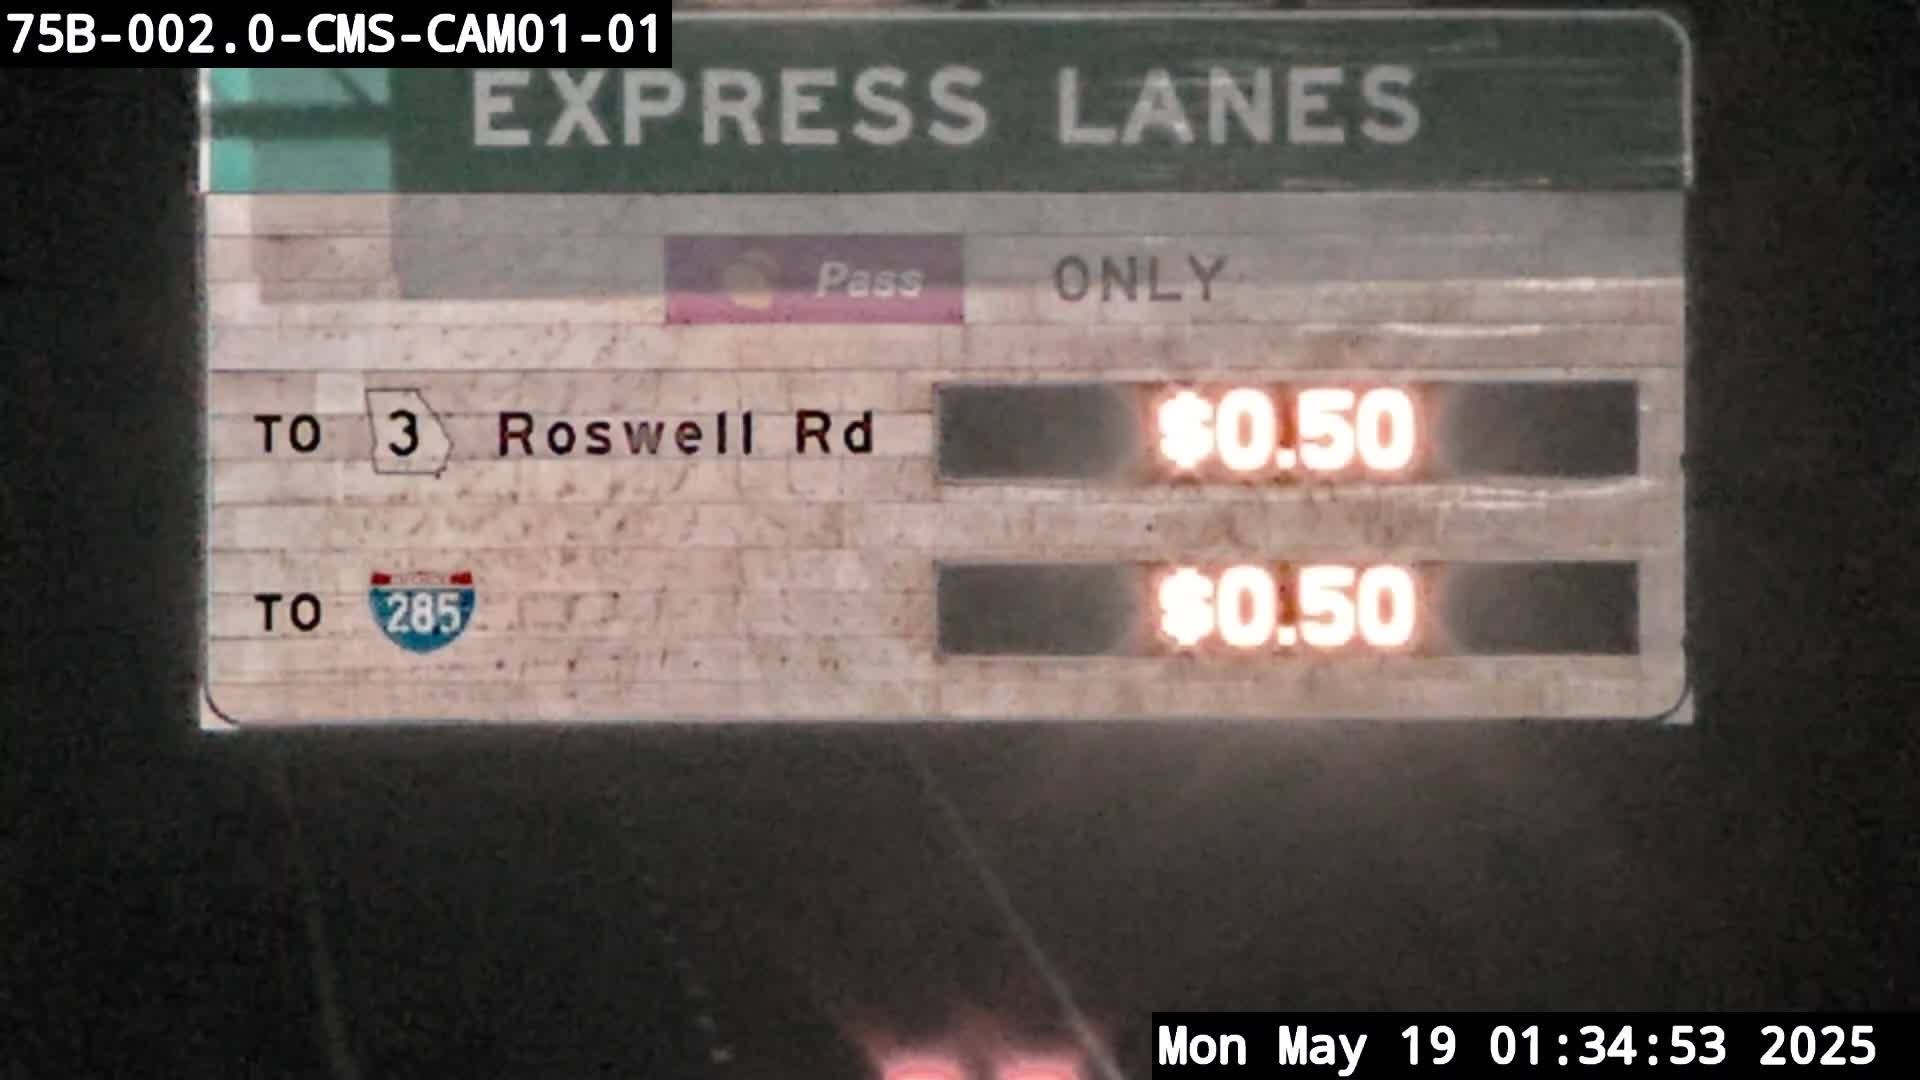 75B-002.0-CMS-CAM01-01
EXPRESS LANES
Pass ONLY
TO 3 Roswell Rd $0.50
TO 285 $0.50
Mon May 19 01:34:53 2025